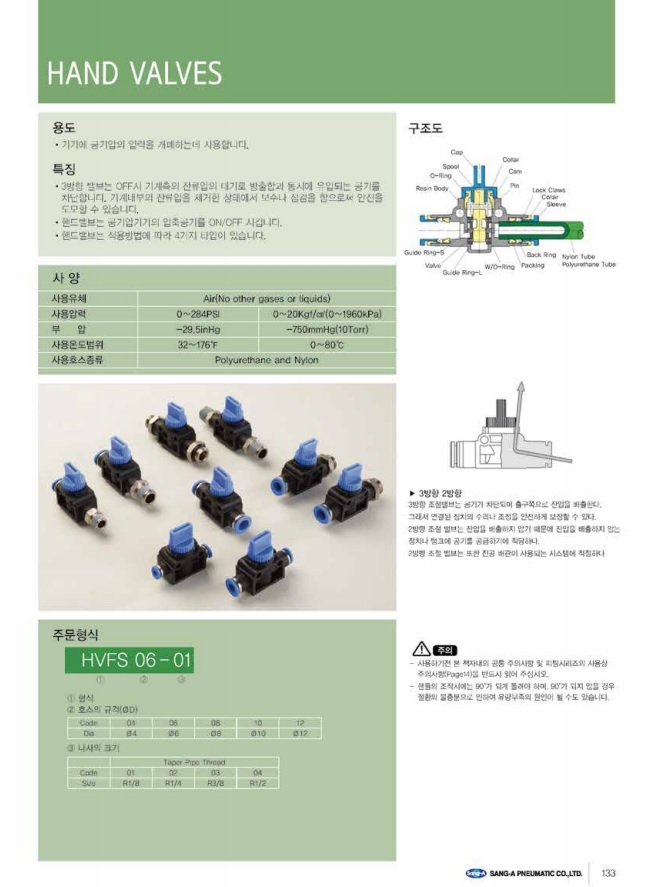 HAND VALVES
용도
• 기기에 공기압의 압력을 개폐하는데 사용합니다.
특징
• 3방향 밸브는 OFF시 기계측의 잔류압의 대기로 방출함과 동시에 유입되는 공기를
차단합니다. 기계내부의 잔류압을 제거한 상태에서 보수나 점검을 함으로써 안전을
도모할 수 있습니다.
• 핸드밸브는 공기압기기의 압축공기를 ON/OFF 시킵니다.
• 핸드밸브는 적용방법에 따라 4가지 타입이 있습니다.
구조도
Cap
Spool
O-Ring
Resin Body
Collar
Cam
Pin
Lock Claws
Collar
Sleeve
Guide Ring-S
Valve
Guide Ring-L
W/O-Ring
Packing
Back Ring
Nylon Tube
Polyurethane Tube
사 양
사용유체 Air(No other gases or liquids)
사용압력 0~284PSI 0~20Kgf/㎠(0~1960kPa)
부 압 -29.5inHg -750mmHg(10Torr)
사용온도범위 32~176℉ 0~80℃
사용호스종류 Polyurethane and Nylon
▶ 3방향 2방향
3방향 조절밸브는 공기가 차단되며 출구쪽으로 잔압을 배출한다.
그래서 연결된 장치의 수리나 조정을 안전하게 보장할 수 있다.
2방향 조절 밸브는 잔압을 배출하지 않기 때문에 잔압을 배출하지 않는
장치나 탱크에 공기를 공급하기에 적당하다.
2방향 조절 밸브는 또한 진공 배관이 사용되는 시스템에 적절하다
주문형식
HVFS 06 - 01
① ② ③
① 형식
② 호스의 규격(ØD)
Code 04 06 08 10 12
Dia Ø4 Ø6 Ø8 Ø10 Ø12
③ 나사의 크기
Taper Pipe Thread
Code 01 02 03 04
Size R1/8 R1/4 R3/8 R1/2
주의
- 사용하기전 본 책자내의 공통 주의사항 및 피팅시리즈의 사용상
주의사항(Page14)을 반드시 읽어 주십시오.
- 핸들의 조작시에는 90°가 되게 돌려야 하며, 90°가 되지 않을 경우
전환의 불충분으로 인하여 유량부족의 원인이 될 수도 있습니다.
Sang-A SANG-A PNEUMATIC CO.,LTD. 133